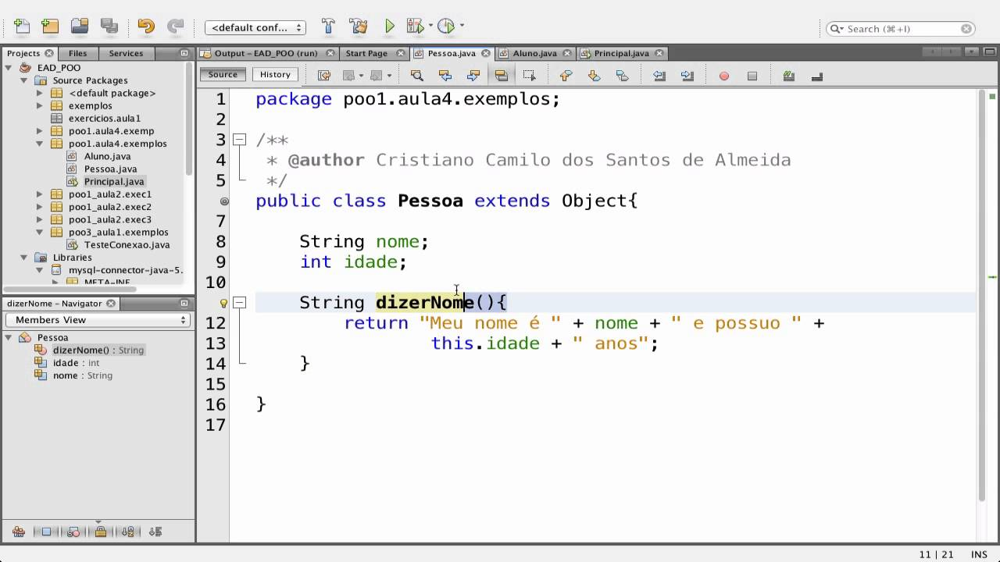 <default conf...
Search (⌘+I)
Projects Files Services
Output – EAD_POO (run) Start Page Pessoa.java Aluno.java Principal.java
Source History
EAD_POO
Source Packages
<default package>
exemplos
exercicios.aula1
poo1.aula4.exemp
poo1.aula4.exemplos
Aluno.java
Pessoa.java
Principal.java
poo1_aula2.exec1
poo1_aula2.exec2
poo1_aula2.exec3
poo3_aula1.exemplos
TesteConexao.java
Libraries
mysql-connector-java-5.
META-INF
dizerNome – Navigator
Members View
Pessoa
dizerNome() : String
idade : int
nome : String
1 package poo1.aula4.exemplos;
2
3 /**
4 * @author Cristiano Camilo dos Santos de Almeida
5 */
public class Pessoa extends Object{
7
8 String nome;
9 int idade;
10
String dizerNome(){
12 return "Meu nome é " + nome + " e possuo " +
13 this.idade + " anos";
14 }
15
16 }
17
11 | 21 INS